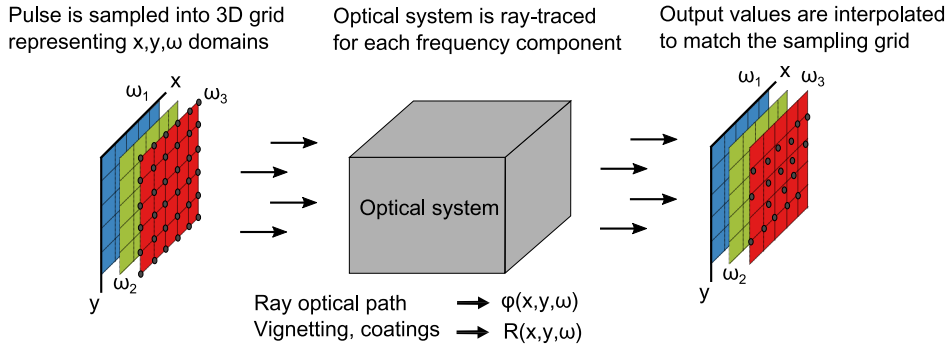 Pulse is sampled into 3D grid
representing x,y,ω domains
Optical system is ray-traced
for each frequency component
Output values are interpolated
to match the sampling grid
ω1
x
ω3
ω2
y
Optical system
ω1
x
ω3
ω2
y
Ray optical path → φ(x,y,ω)
Vignetting, coatings → R(x,y,ω)